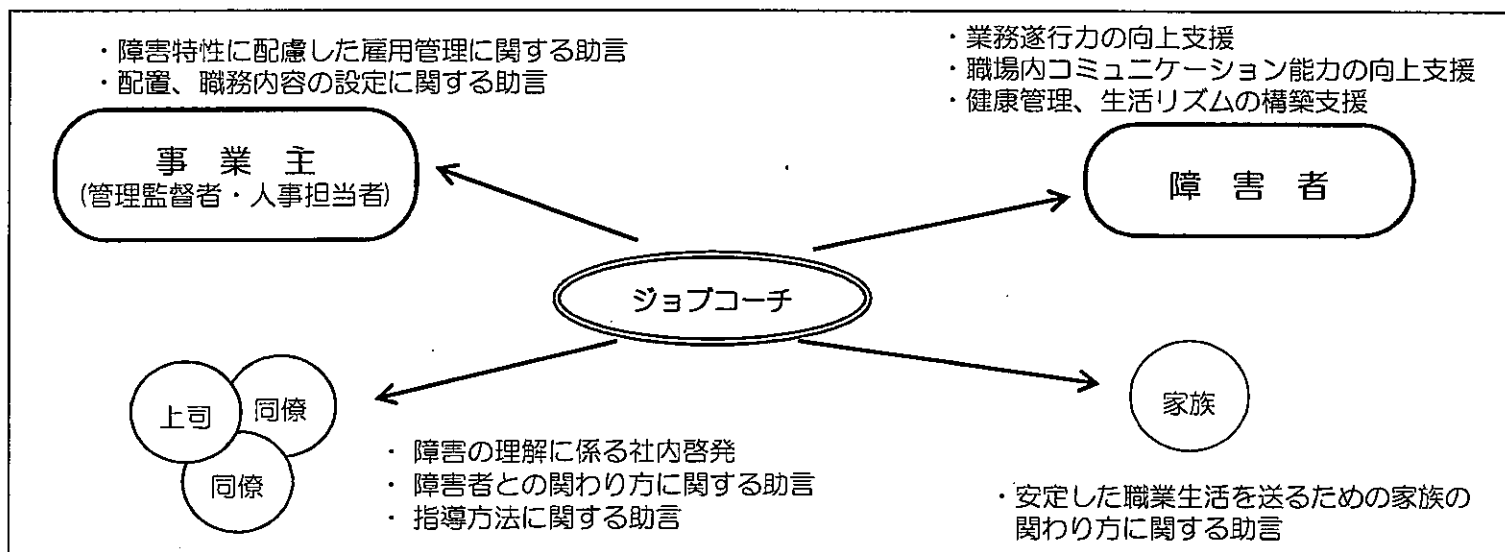 ・障害特性に配慮した雇用管理に関する助言
・配置、職務内容の設定に関する助言
事業主
(管理監督者・人事担当者)
・業務遂行力の向上支援
・職場内コミュニケーション能力の向上支援
・健康管理、生活リズムの構築支援
障害者
ジョブコーチ
上司
同僚
同僚
・障害の理解に係る社内啓発
・障害者との関わり方に関する助言
・指導方法に関する助言
家族
・安定した職業生活を送るための家族の
関わり方に関する助言